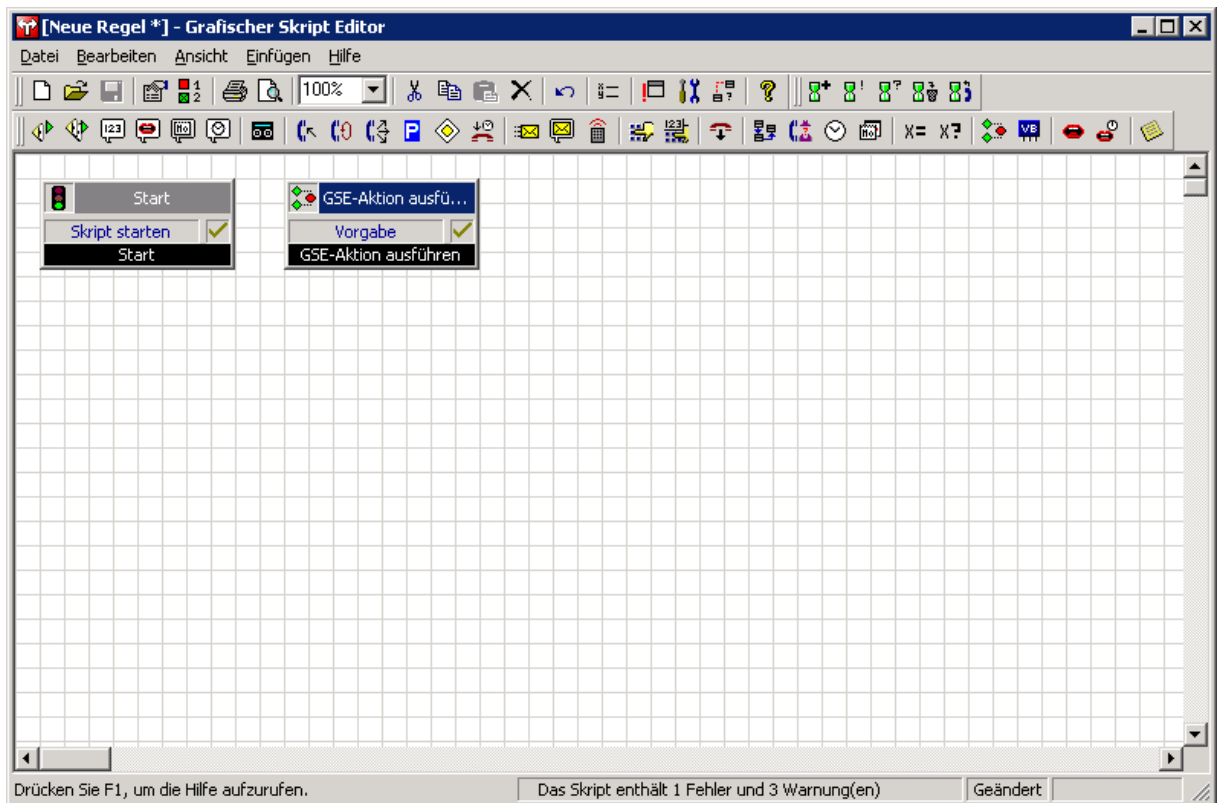 [Neue Regel *] - Grafischer Skript Editor
Datei Bearbeiten Ansicht Einfügen Hilfe
100%
Start
Skript starten
Start
GSE-Aktion ausfü...
Vorgabe
GSE-Aktion ausführen
Drücken Sie F1, um die Hilfe aufzurufen.
Das Skript enthält 1 Fehler und 3 Warnung(en)
Geändert